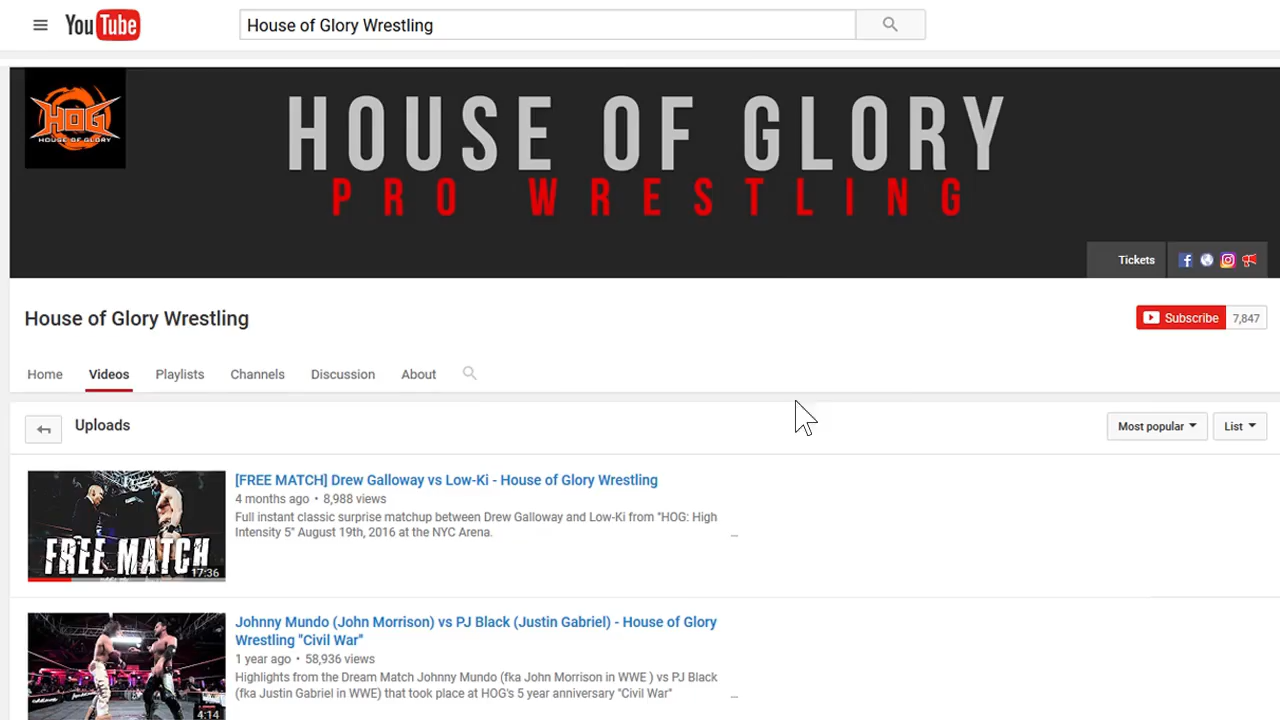 YouTube
House of Glory Wrestling
HOG
HOUSE OF GLORY
HOUSE OF GLORY
PRO WRESTLING
Tickets
House of Glory Wrestling
Subscribe 7,847
Home Videos Playlists Channels Discussion About
Uploads
Most popular List
FREE MATCH
17:36
[FREE MATCH] Drew Galloway vs Low-Ki - House of Glory Wrestling
4 months ago • 8,988 views
Full instant classic surprise matchup between Drew Galloway and Low-Ki from "HOG: High
Intensity 5" August 19th, 2016 at the NYC Arena.
4:14
Johnny Mundo (John Morrison) vs PJ Black (Justin Gabriel) - House of Glory
Wrestling "Civil War"
1 year ago • 58,936 views
Highlights from the Dream Match Johnny Mundo (fka John Morrison in WWE ) vs PJ Black
(fka Justin Gabriel in WWE) that took place at HOG's 5 year anniversary "Civil War"